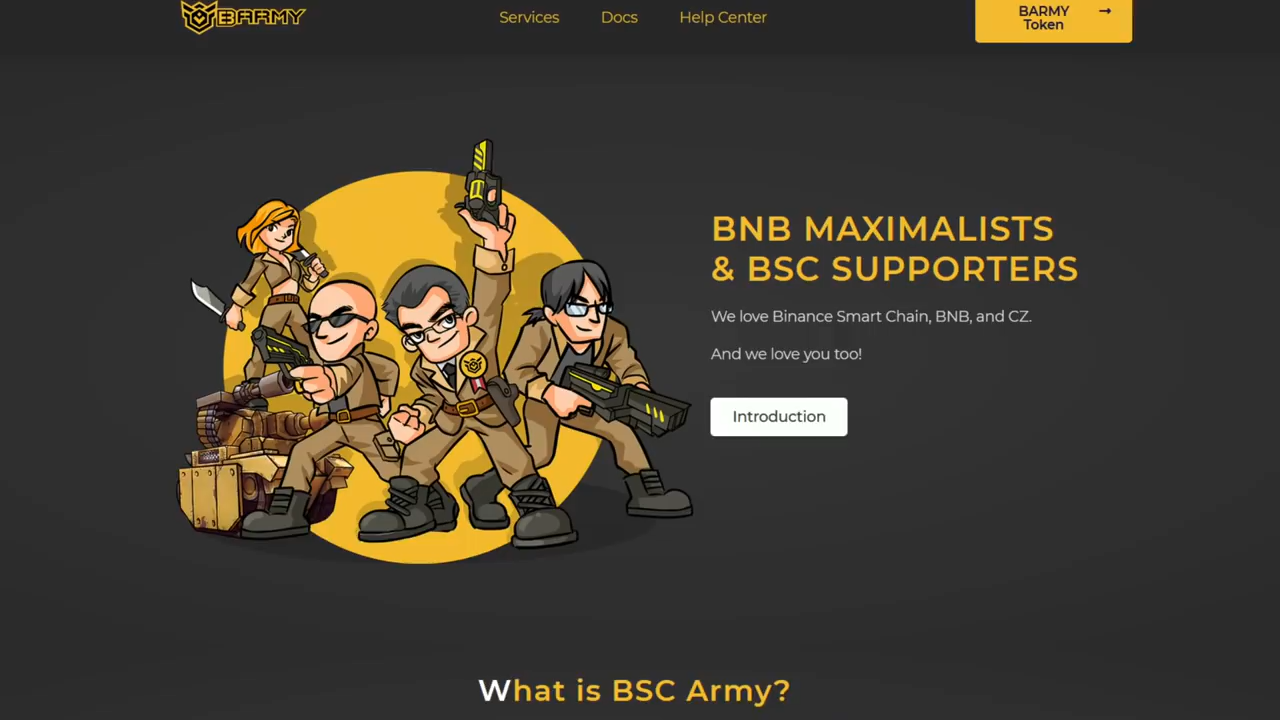 BARMY
Services
Docs
Help Center
BARMY
Token
BNB MAXIMALISTS
& BSC SUPPORTERS
We love Binance Smart Chain, BNB, and CZ.
And we love you too!
Introduction
What is BSC Army?